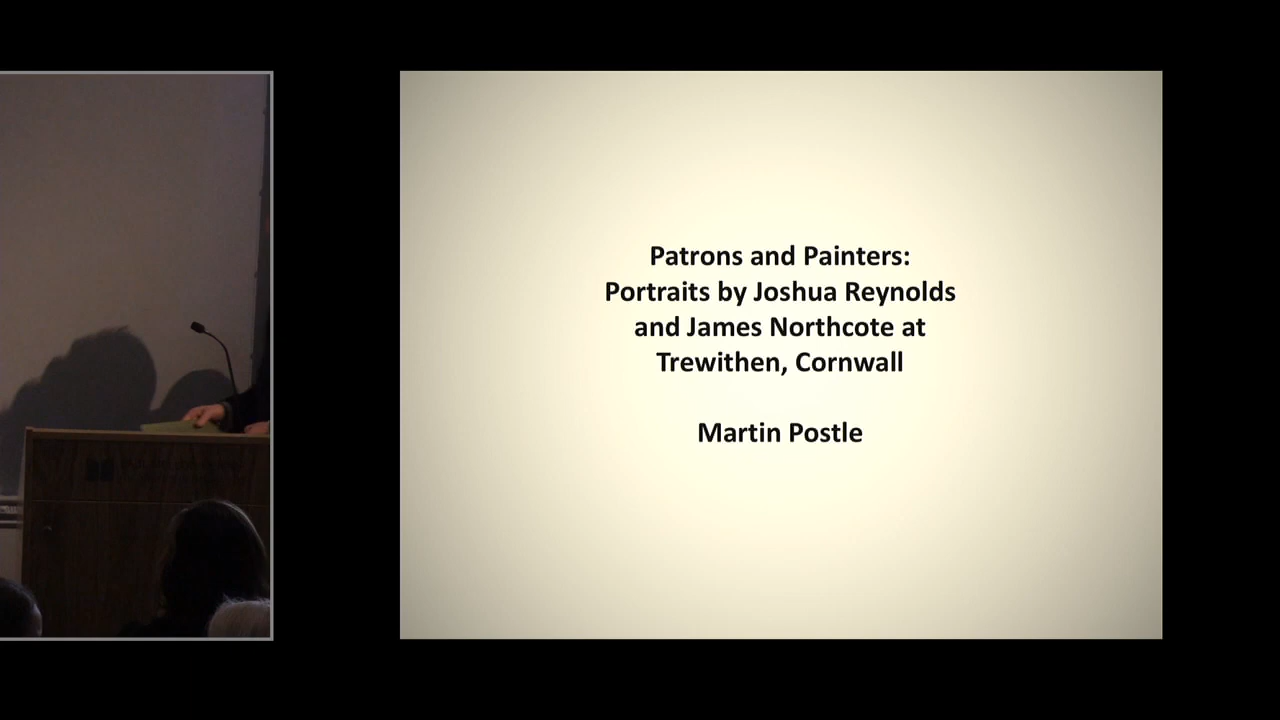 Patrons and Painters:
Portraits by Joshua Reynolds
and James Northcote at
Trewithen, Cornwall
Martin Postle